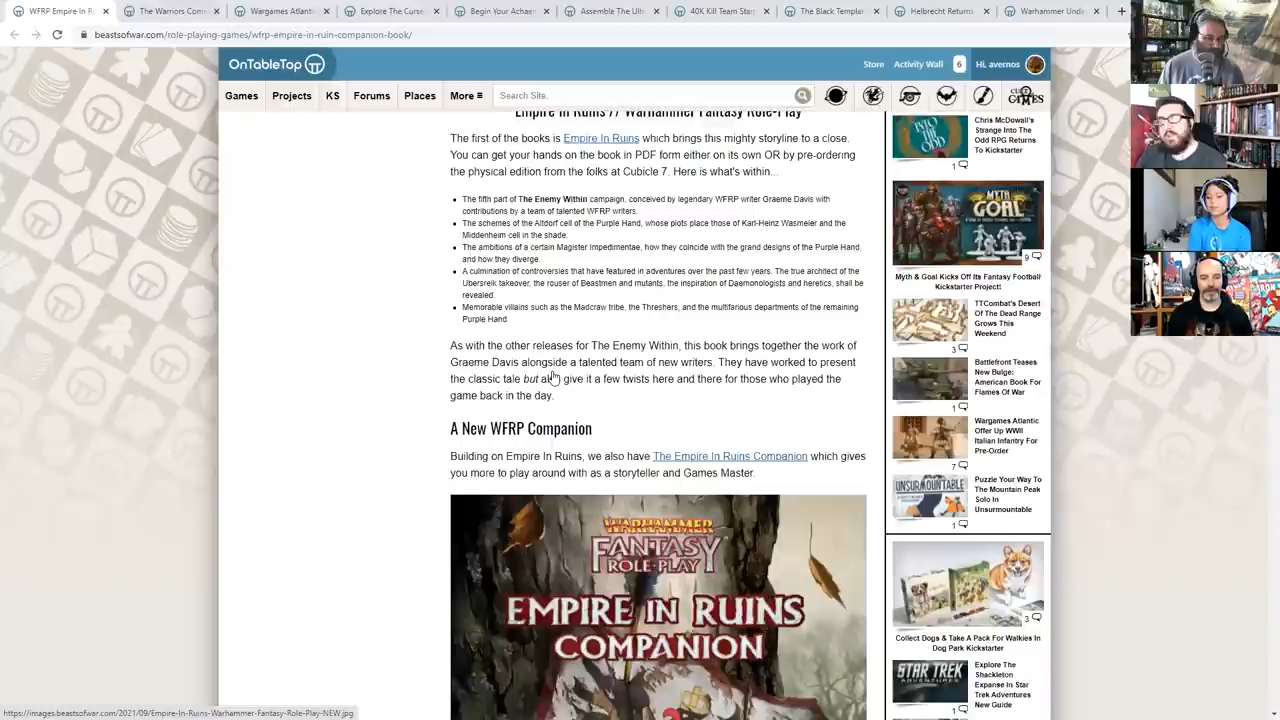 WFRP Empire In R
The Warriors Com
Wargames Atlanti
Explore The Curse
Begin Your Achae
Assemble The Ulti
40K Kill Team Sta
The Black Templar
Helbrecht Returns
Warhammer Unde
beastsofwar.com/role-playing-games/wfrp-empire-in-ruin-companion-book/
OnTableTop
Store
Activity Wall
6
Hi, avernos
Games
Projects
KS
Forums
Places
More
Search Site.
GAMES
Empire In Ruins // Warhammer Fantasy Role-Play
The first of the books is Empire In Ruins which brings this mighty storyline to a close.
You can get your hands on the book in PDF form either on its own OR by pre-ordering
the physical edition from the folks at Cubicle 7. Here is what's within...
The fifth part of The Enemy Within campaign, conceived by legendary WFRP writer Graeme Davis with
contributions by a team of talented WFRP writers.
The schemes of the Altdorf cell of the Purple Hand, whose plots place those of Karl-Heinz Wasmeier and the
Middenheim cell in the shade.
The ambitions of a certain Magister Impedimentae, how they coincide with the grand designs of the Purple Hand,
and how they diverge.
A culmination of controversies that have featured in adventures over the past few years. The true architect of the
Ubersreik takeover, the rouser of Beastmen and mutants, the inspiration of Daemonologists and heretics, shall be
revealed.
Memorable villains such as the Madcraw tribe, the Threshers, and the multifarious departments of the remaining
Purple Hand.
As with the other releases for The Enemy Within, this book brings together the work of
Graeme Davis alongside a talented team of new writers. They have worked to present
the classic tale but give it a few twists here and there for those who played the
game back in the day.
A New WFRP Companion
Building on Empire In Ruins, we also have The Empire In Ruins Companion which gives
you more to play around with as a storyteller and Games Master.
WARHAMMER
FANTASY
ROLE-PLAY
EMPIRE IN RUINS
COMPANION
INTO THE ODD
Chris McDowall's
Strange Into The
Odd RPG Returns
To Kickstarter
1
MYTH & GOAL
9
Myth & Goal Kicks Off Its Fantasy Football
Kickstarter Project!
TTCombat's Desert
Of The Dead Range
Grows This
Weekend
3
Battlefront Teases
New Bulge:
American Book For
Flames Of War
1
Wargames Atlantic
Offer Up WWII
Italian Infantry For
Pre-Order
7
UNSURMOUNTABLE
Puzzle Your Way To
The Mountain Peak
Solo In
Unsurmountable
1
3
Collect Dogs & Take A Pack For Walkies In
Dog Park Kickstarter
STAR TREK
ADVENTURES
Explore The
Shackleton
Expanse In Star
Trek Adventures
New Guide
1
https://images.beastsofwar.com/2021/09/Empire-In-Ruins-Warhammer-Fantasy-Role-Play-NEW.jpg